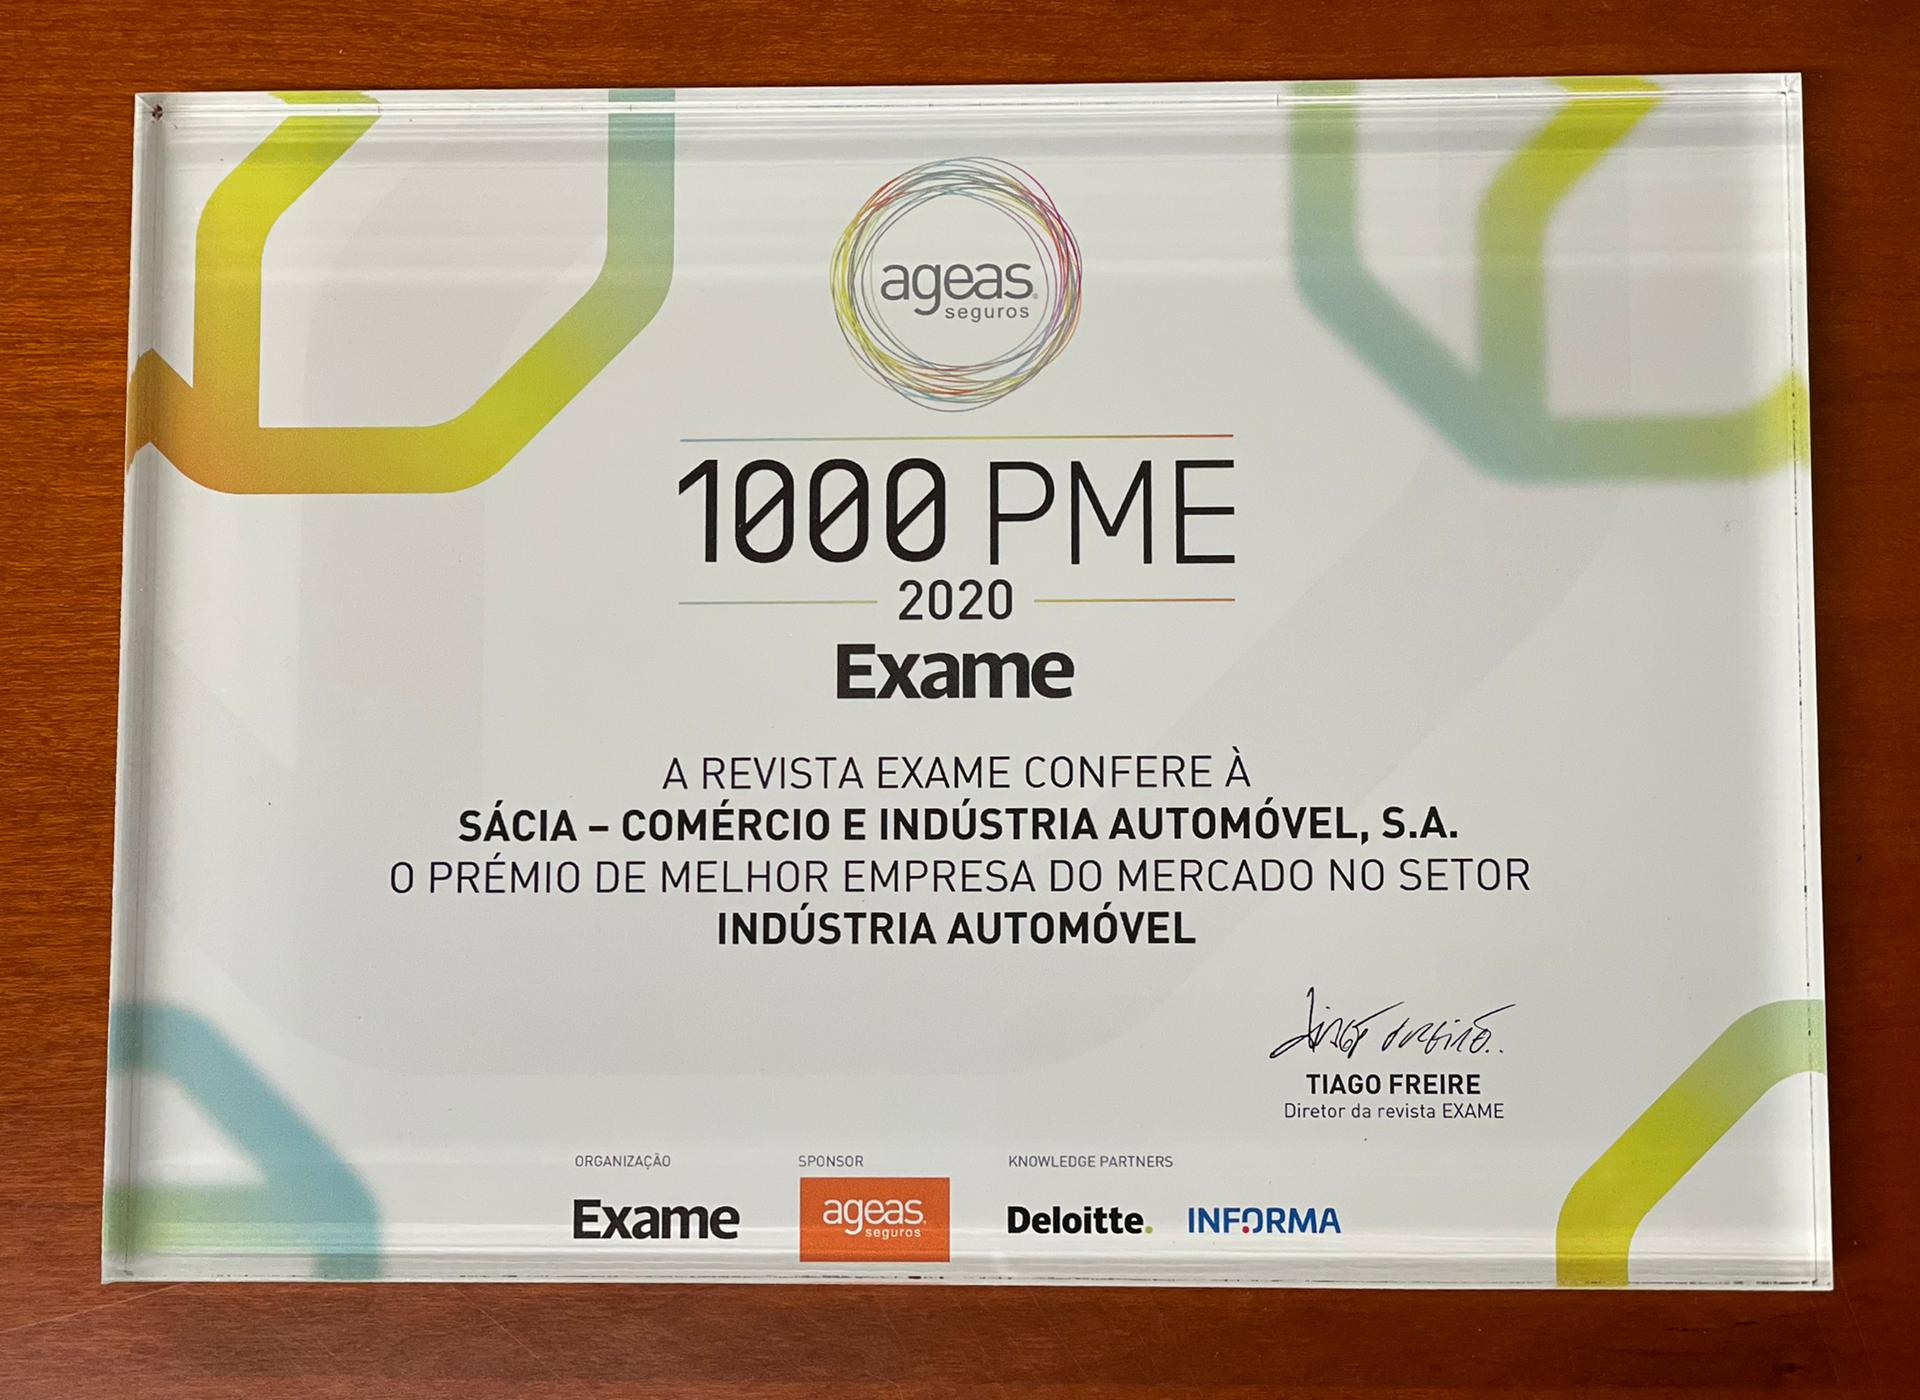 ageas
seguros
1000 PME
2020
Exame
A REVISTA EXAME CONFERE À
SÁCIA – COMÉRCIO E INDÚSTRIA AUTOMÓVEL, S.A.
O PRÉMIO DE MELHOR EMPRESA DO MERCADO NO SETOR
INDÚSTRIA AUTOMÓVEL
Tiago Freire
TIAGO FREIRE
Diretor da revista EXAME
ORGANIZAÇÃO SPONSOR KNOWLEDGE PARTNERS
Exame ageas seguros Deloitte. INFORMA